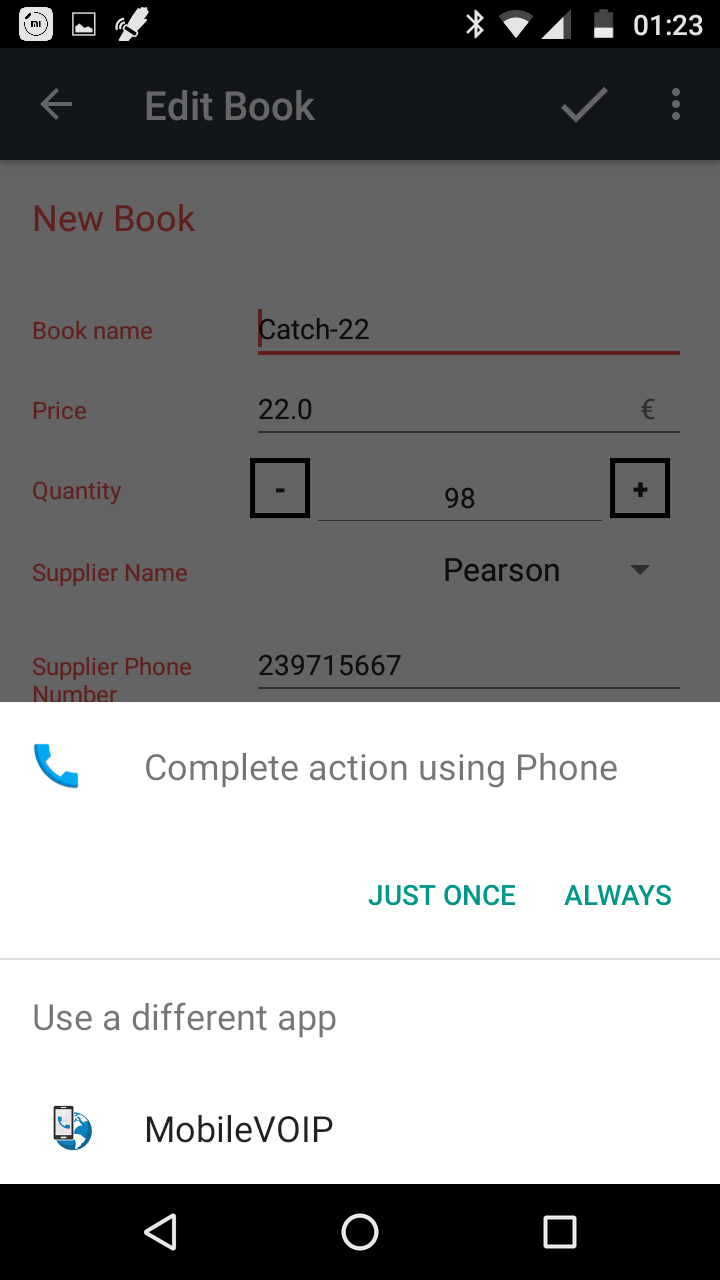 01:23
Edit Book
New Book
Book name
Catch-22
Price
22.0 €
Quantity
- 98 +
Supplier Name
Pearson
Supplier Phone
Number
239715667
Complete action using Phone
JUST ONCE ALWAYS
Use a different app
MobileVOIP